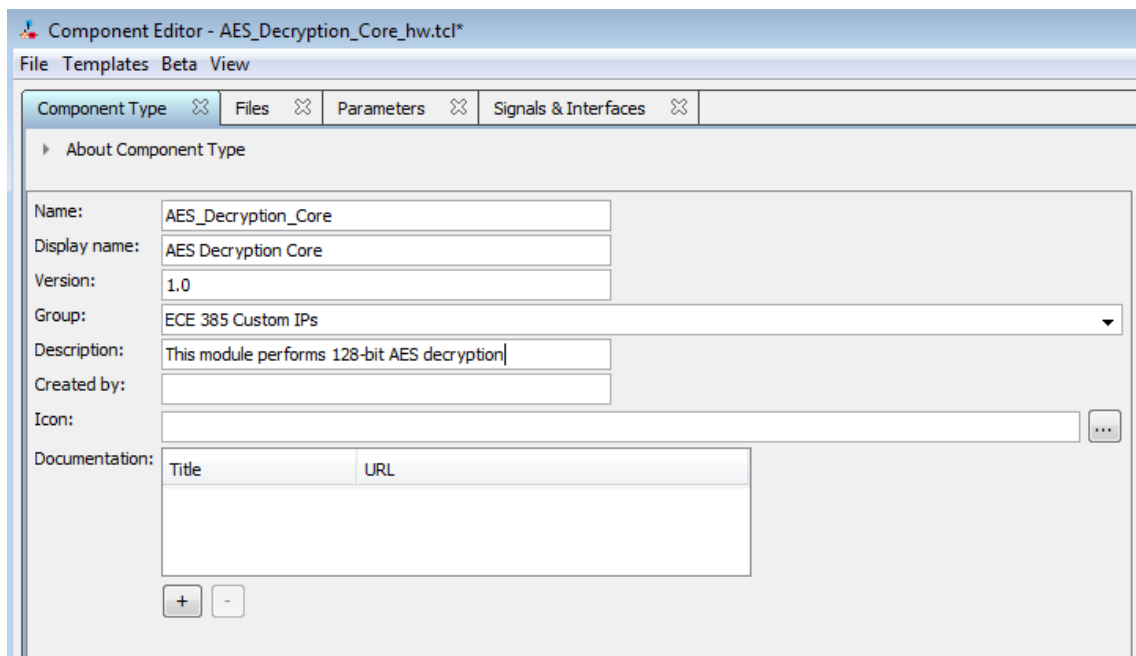 Component Editor - AES_Decryption_Core_hw.tcl*
File Templates Beta View
Component Type Files Parameters Signals & Interfaces
About Component Type
Name: AES_Decryption_Core
Display name: AES Decryption Core
Version: 1.0
Group: ECE 385 Custom IPs
Description: This module performs 128-bit AES decryption
Created by:
Icon: ...
Documentation: Title URL
+ -